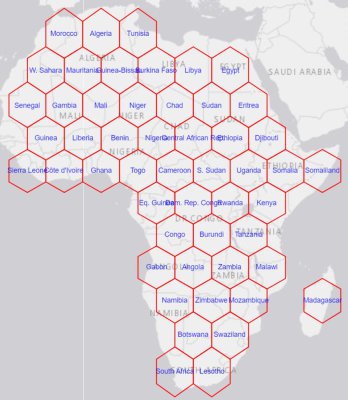 Morocco Algeria Tunisia
ALGERIA LIBYA EGYPT
W. Sahara Mauritania Guinea-Bissau Burkina Faso Libya Egypt
SAUDI ARABIA
Senegal Gambia Mali Niger Chad Sudan Eritrea
MALI NIGER CHAD SUDAN
Guinea Liberia Benin Nigeria Central African Rep. Ethiopia Djibouti
NIGERIA ETHIOPIA
Sierra Leone Côte d'Ivoire Ghana Togo Cameroon S. Sudan Uganda Somalia Somaliland
Eq. Guinea Dem. Rep. Congo Rwanda Kenya
DR CONGO
Congo Burundi Tanzania
TANZANIA
Gabon Angola Zambia Malawi
ANGOLA ZAMBIA
Namibia Zimbabwe Mozambique Madagascar
NAMIBIA
Botswana Swaziland
South Africa Lesotho
SOUTH AFRICA